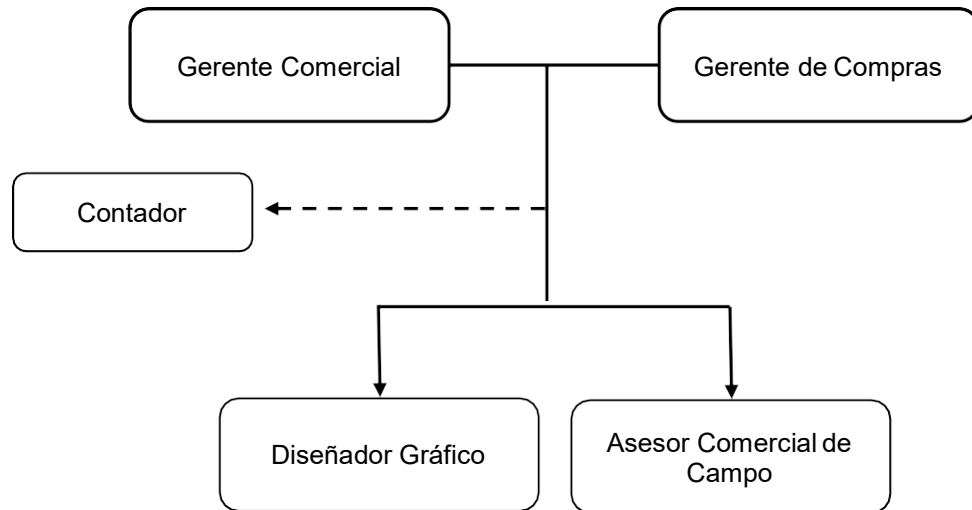 Gerente Comercial
Gerente de Compras
Contador
Diseñador Gráfico
Asesor Comercial de
Campo